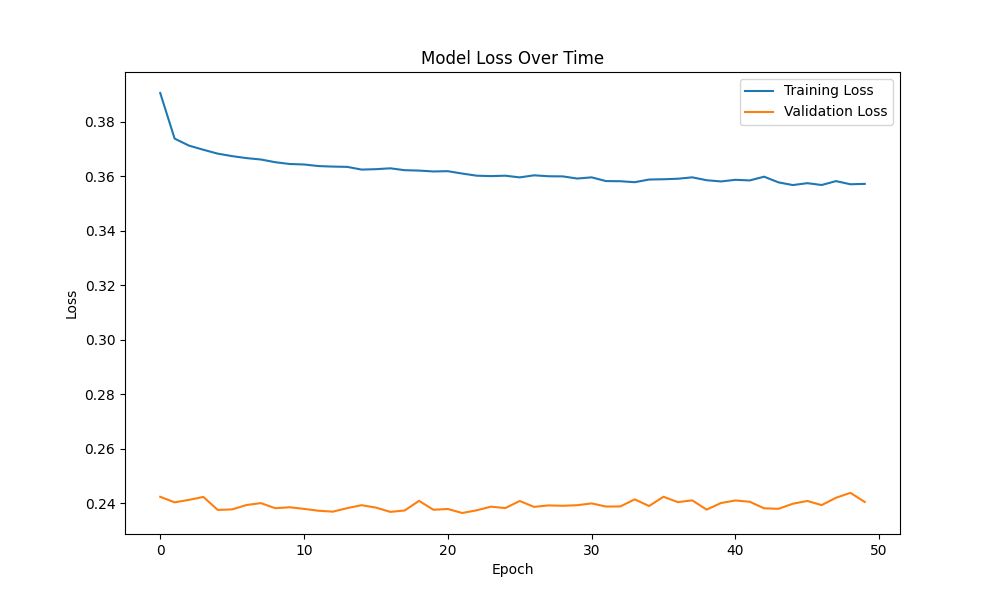 Model Loss Over Time
Training Loss
Validation Loss
Loss
0.38
0.36
0.34
0.32
0.30
0.28
0.26
0.24
0
10
20
30
40
50
Epoch